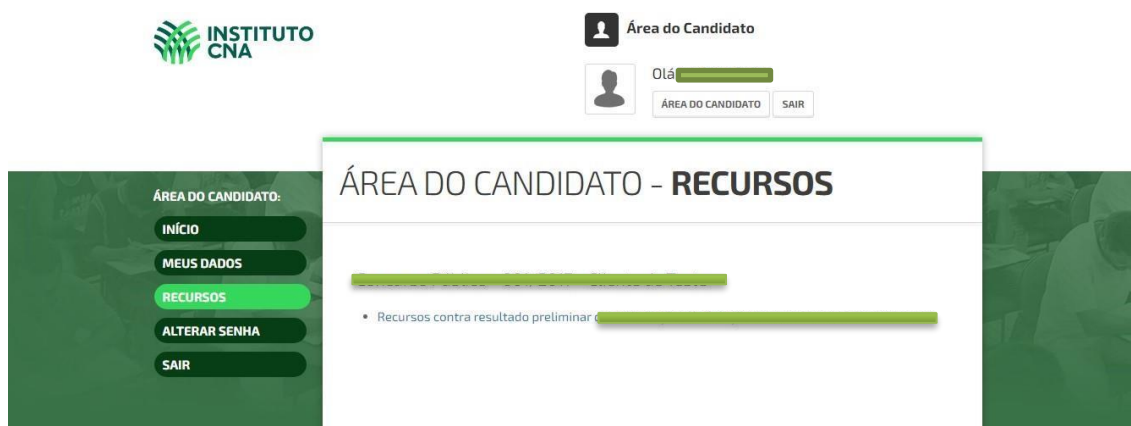 INSTITUTO
CNA
Área do Candidato
Olá
ÁREA DO CANDIDATO SAIR
ÁREA DO CANDIDATO:
INÍCIO
MEUS DADOS
RECURSOS
ALTERAR SENHA
SAIR
ÁREA DO CANDIDATO - RECURSOS
Recursos contra resultado preliminar